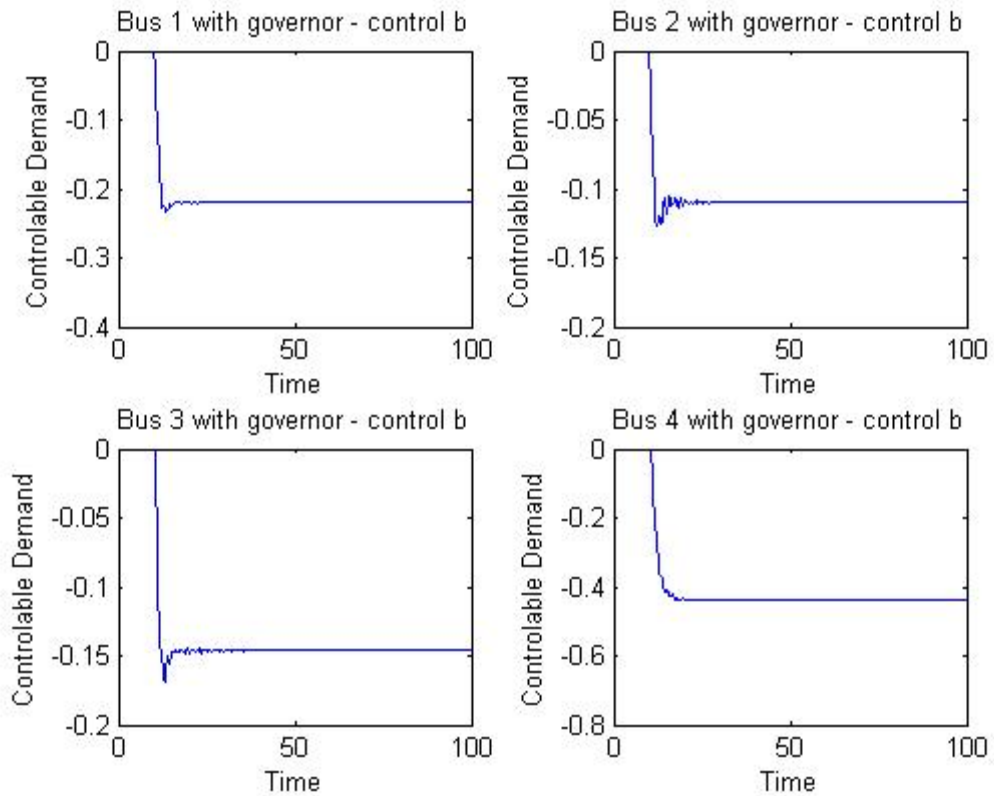 Bus 1 with governor - control b
0
-0.1
-0.2
-0.3
-0.4
Controlable Demand
0 50 100
Time
Bus 2 with governor - control b
0
-0.05
-0.1
-0.15
-0.2
Controlable Demand
0 50 100
Time
Bus 3 with governor - control b
0
-0.05
-0.1
-0.15
-0.2
Controlable Demand
0 50 100
Time
Bus 4 with governor - control b
0
-0.2
-0.4
-0.6
-0.8
Controlable Demand
0 50 100
Time